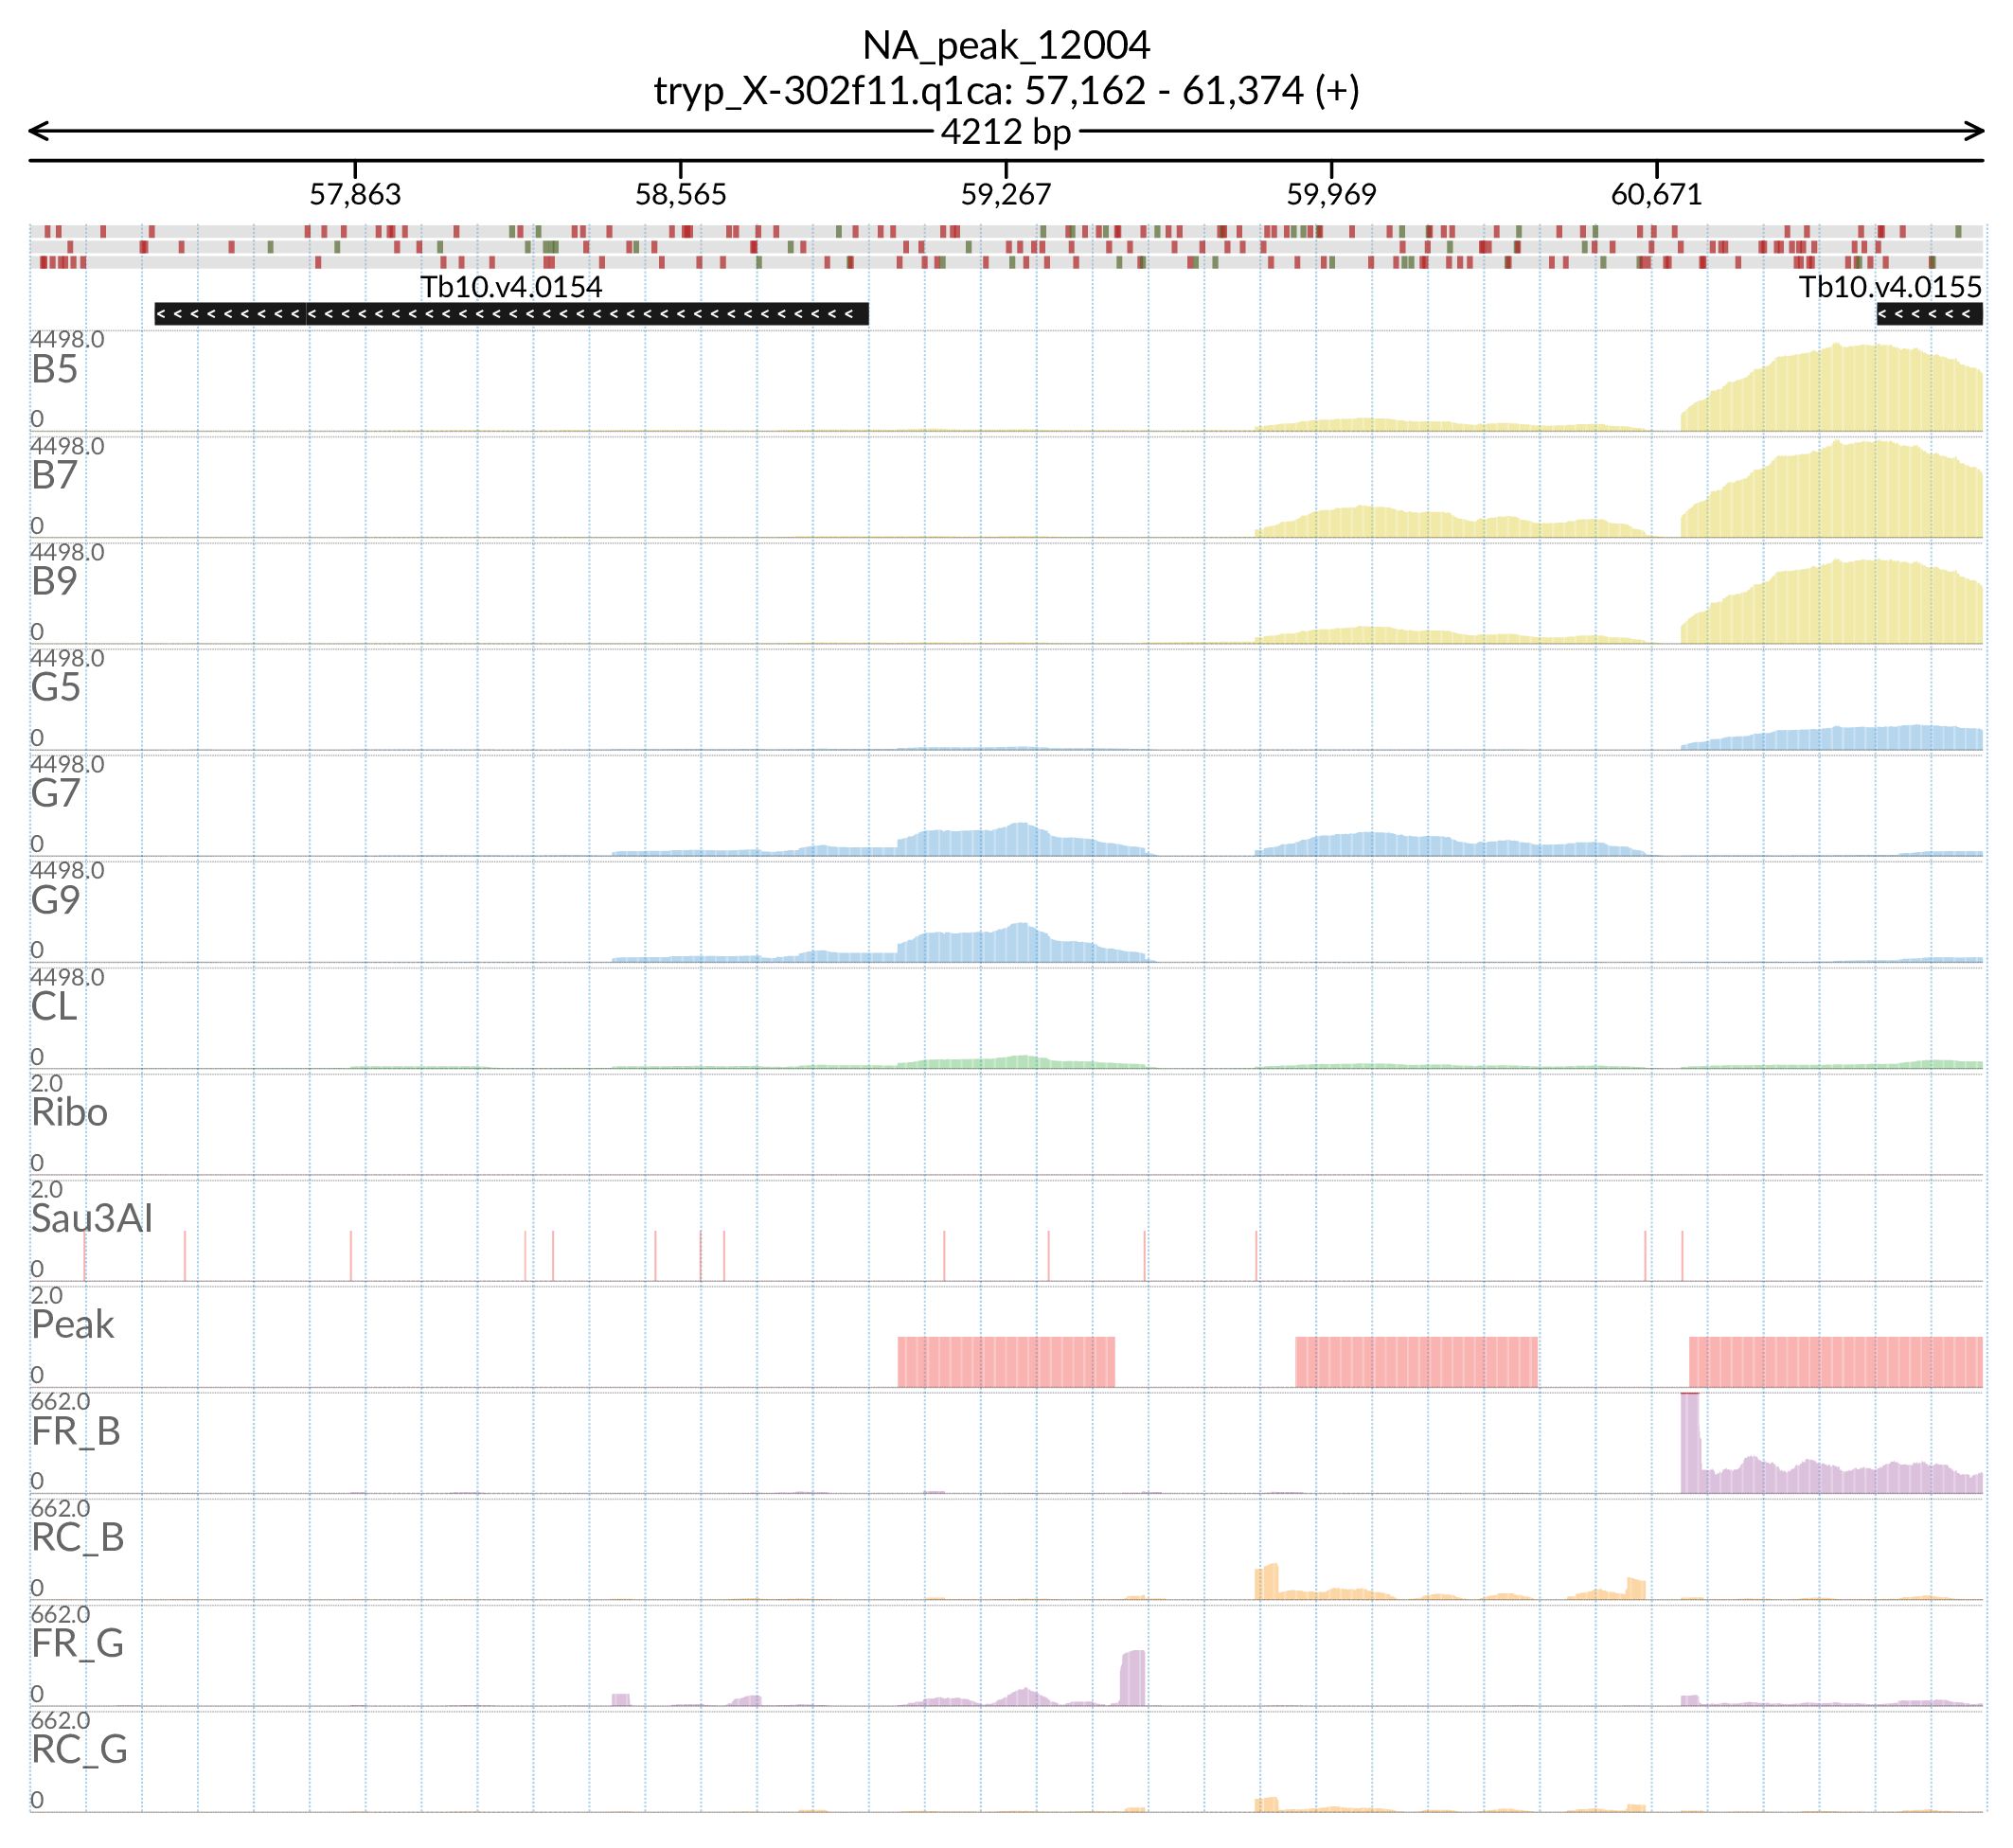 NA_peak_12004
tryp_X-302f11.q1ca: 57,162 - 61,374 (+)
4212 bp
57,863 58,565 59,267 59,969 60,671
Tb10.v4.0154 Tb10.v4.0155
4498.0
B5
0
4498.0
B7
0
4498.0
B9
0
4498.0
G5
0
4498.0
G7
0
4498.0
G9
0
4498.0
CL
0
2.0
Ribo
0
2.0
Sau3AI
0
2.0
Peak
0
662.0
FR_B
0
662.0
RC_B
0
662.0
FR_G
0
662.0
RC_G
0